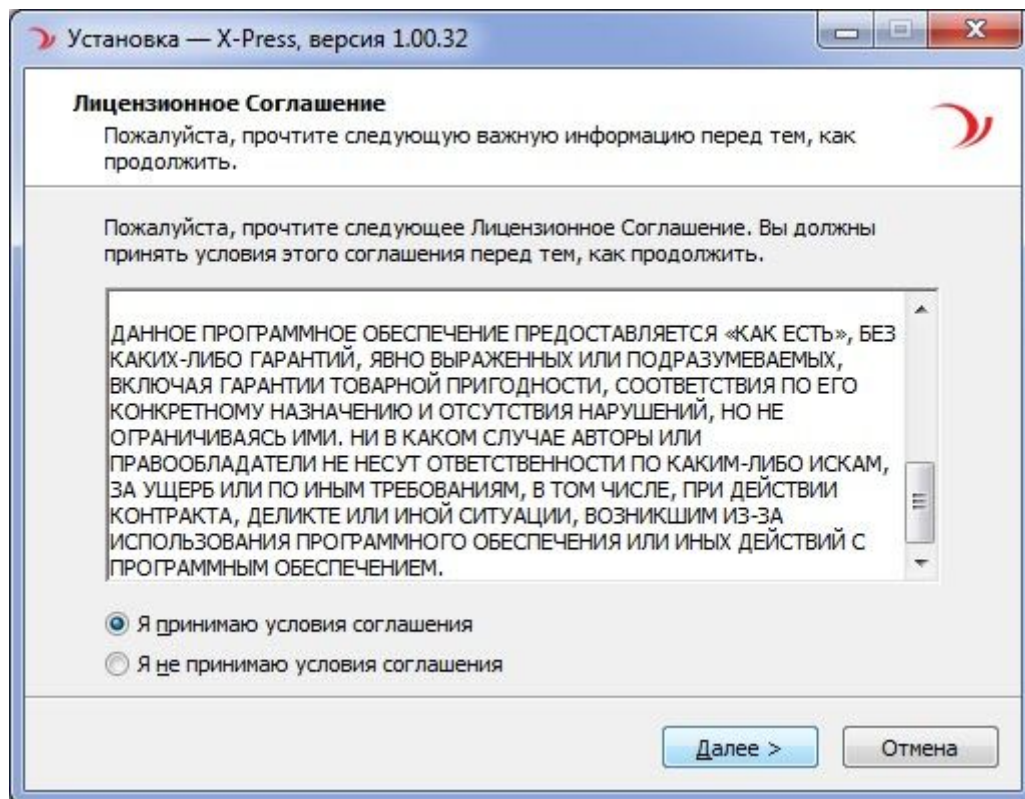 Установка — X-Press, версия 1.00.32
Лицензионное Соглашение
Пожалуйста, прочтите следующую важную информацию перед тем, как
продолжить.
Пожалуйста, прочтите следующее Лицензионное Соглашение. Вы должны
принять условия этого соглашения перед тем, как продолжить.
ДАННОЕ ПРОГРАММНОЕ ОБЕСПЕЧЕНИЕ ПРЕДОСТАВЛЯЕТСЯ «КАК ЕСТЬ», БЕЗ
КАКИХ-ЛИБО ГАРАНТИЙ, ЯВНО ВЫРАЖЕННЫХ ИЛИ ПОДРАЗУМЕВАЕМЫХ,
ВКЛЮЧАЯ ГАРАНТИИ ТОВАРНОЙ ПРИГОДНОСТИ, СООТВЕТСТВИЯ ПО ЕГО
КОНКРЕТНОМУ НАЗНАЧЕНИЮ И ОТСУТСТВИЯ НАРУШЕНИЙ, НО НЕ
ОГРАНИЧИВАЯСЬ ИМИ. НИ В КАКОМ СЛУЧАЕ АВТОРЫ ИЛИ
ПРАВООБЛАДАТЕЛИ НЕ НЕСУТ ОТВЕТСТВЕННОСТИ ПО КАКИМ-ЛИБО ИСКАМ,
ЗА УЩЕРБ ИЛИ ПО ИНЫМ ТРЕБОВАНИЯМ, В ТОМ ЧИСЛЕ, ПРИ ДЕЙСТВИИ
КОНТРАКТА, ДЕЛИКТЕ ИЛИ ИНОЙ СИТУАЦИИ, ВОЗНИКШИМ ИЗ-ЗА
ИСПОЛЬЗОВАНИЯ ПРОГРАММНОГО ОБЕСПЕЧЕНИЯ ИЛИ ИНЫХ ДЕЙСТВИЙ С
ПРОГРАММНЫМ ОБЕСПЕЧЕНИЕМ.
Я принимаю условия соглашения
Я не принимаю условия соглашения
Далее >
Отмена